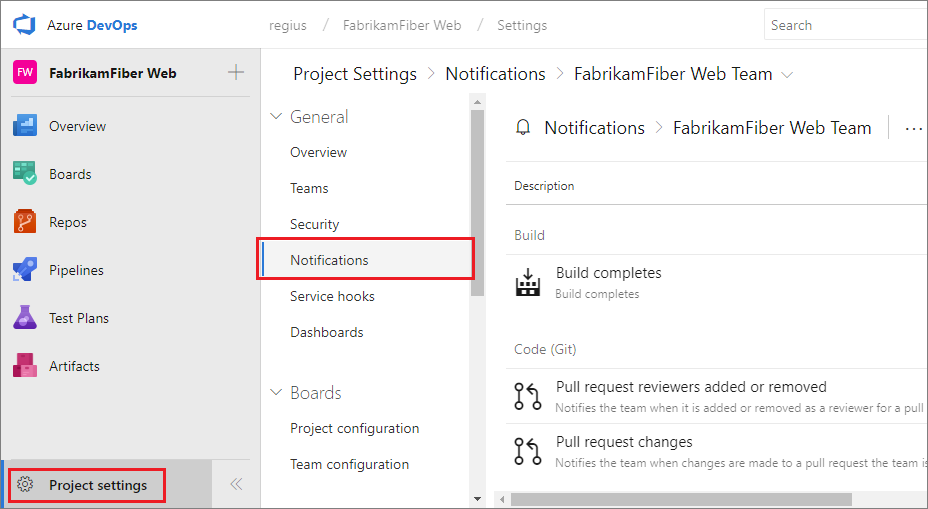 Azure DevOps
regius / FabrikamFiber Web / Settings
Search
FW FabrikamFiber Web
Overview
Boards
Repos
Pipelines
Test Plans
Artifacts
Project settings
Project Settings > Notifications > FabrikamFiber Web Team
General
Overview
Teams
Security
Notifications
Service hooks
Dashboards
Boards
Project configuration
Team configuration
Notifications > FabrikamFiber Web Team
Description
Build
Build completes
Build completes
Code (Git)
Pull request reviewers added or removed
Notifies the team when it is added or removed as a reviewer for a pull
Pull request changes
Notifies the team when changes are made to a pull request the team is